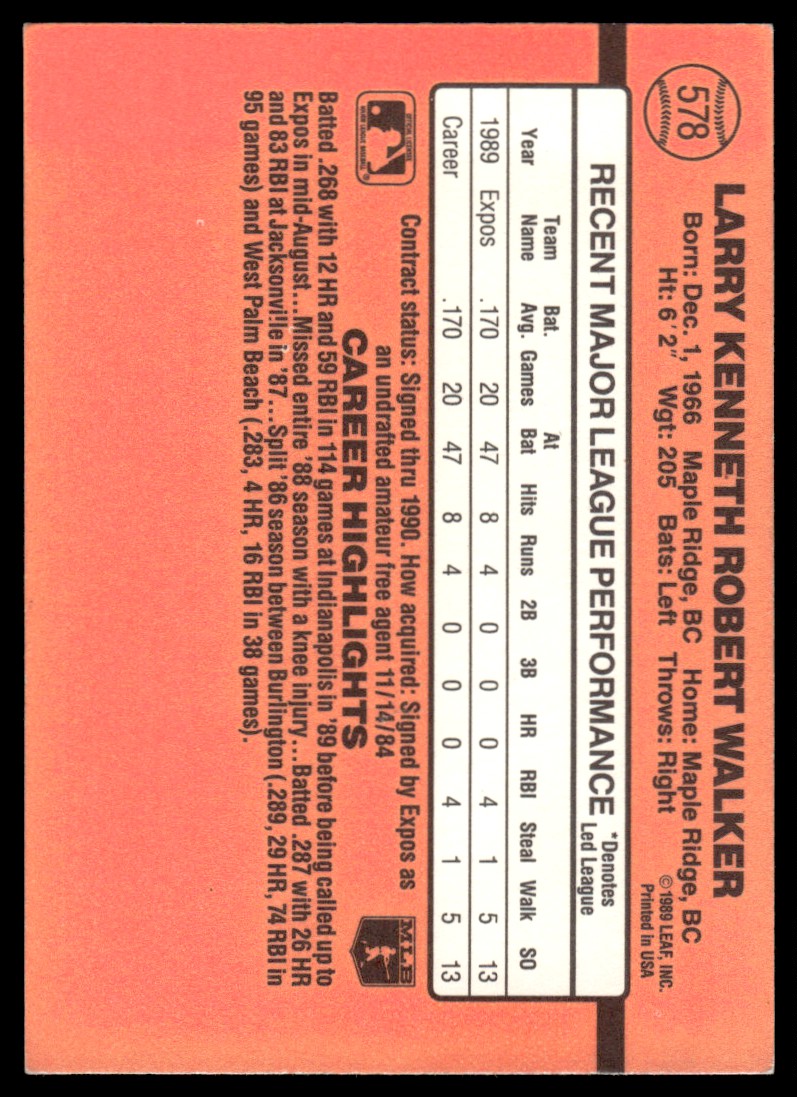 578
LARRY KENNETH ROBERT WALKER
Born: Dec. 1, 1966 Maple Ridge, BC Home: Maple Ridge, BC
Ht: 6'2" Wgt: 205 Bats: Left Throws: Right
©1989 LEAF, INC.
Printed in USA
RECENT MAJOR LEAGUE PERFORMANCE
*Denotes
Led League
Year Team Name Bat. Avg. Games At Bat Hits Runs 2B 3B HR RBI Steal Walk SO
1989 Expos .170 20 47 8 4 0 0 0 4 1 5 13
Career .170 20 47 8 4 0 0 0 4 1 5 13
OFFICIAL LICENSEE
MAJOR LEAGUE BASEBALL
Contract status: Signed thru 1990. How acquired: Signed by Expos as
an undrafted amateur free agent 11/14/84
MLB
CAREER HIGHLIGHTS
Batted .268 with 12 HR and 59 RBI in 114 games at Indianapolis in '89 before being called up to
Expos in mid-August...Missed entire '88 season with a knee injury...Batted .287 with 26 HR
and 83 RBI at Jacksonville in '87...Split '86 season between Burlington (.289, 29 HR, 74 RBI in
95 games) and West Palm Beach (.283, 4 HR, 16 RBI in 38 games).